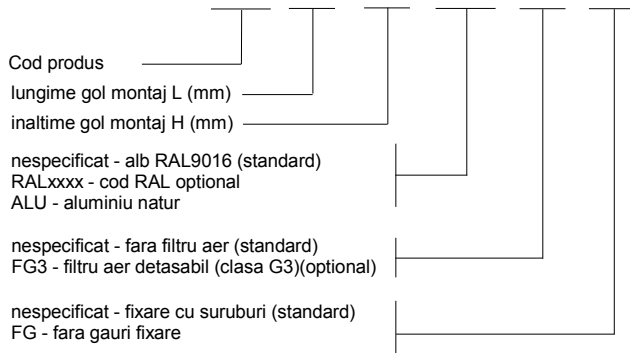 Cod produs
lungime gol montaj L (mm)
inaltime gol montaj H (mm)
nespecificat - alb RAL9016 (standard)
RALxxxx - cod RAL optional
ALU - aluminiu natur
nespecificat - fara filtru aer (standard)
FG3 - filtru aer detasabil (clasa G3)(optional)
nespecificat - fixare cu suruburi (standard)
FG - fara gauri fixare